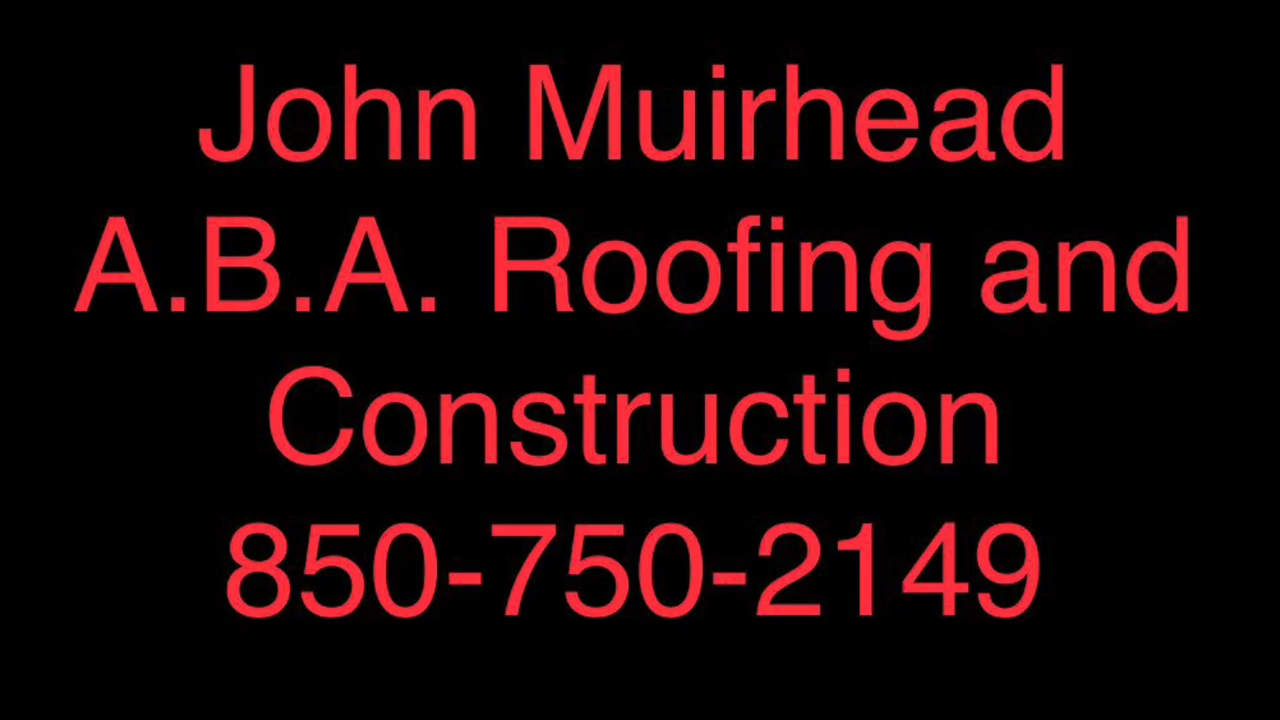 John Muirhead
A.B.A. Roofing and
Construction
850-750-2149